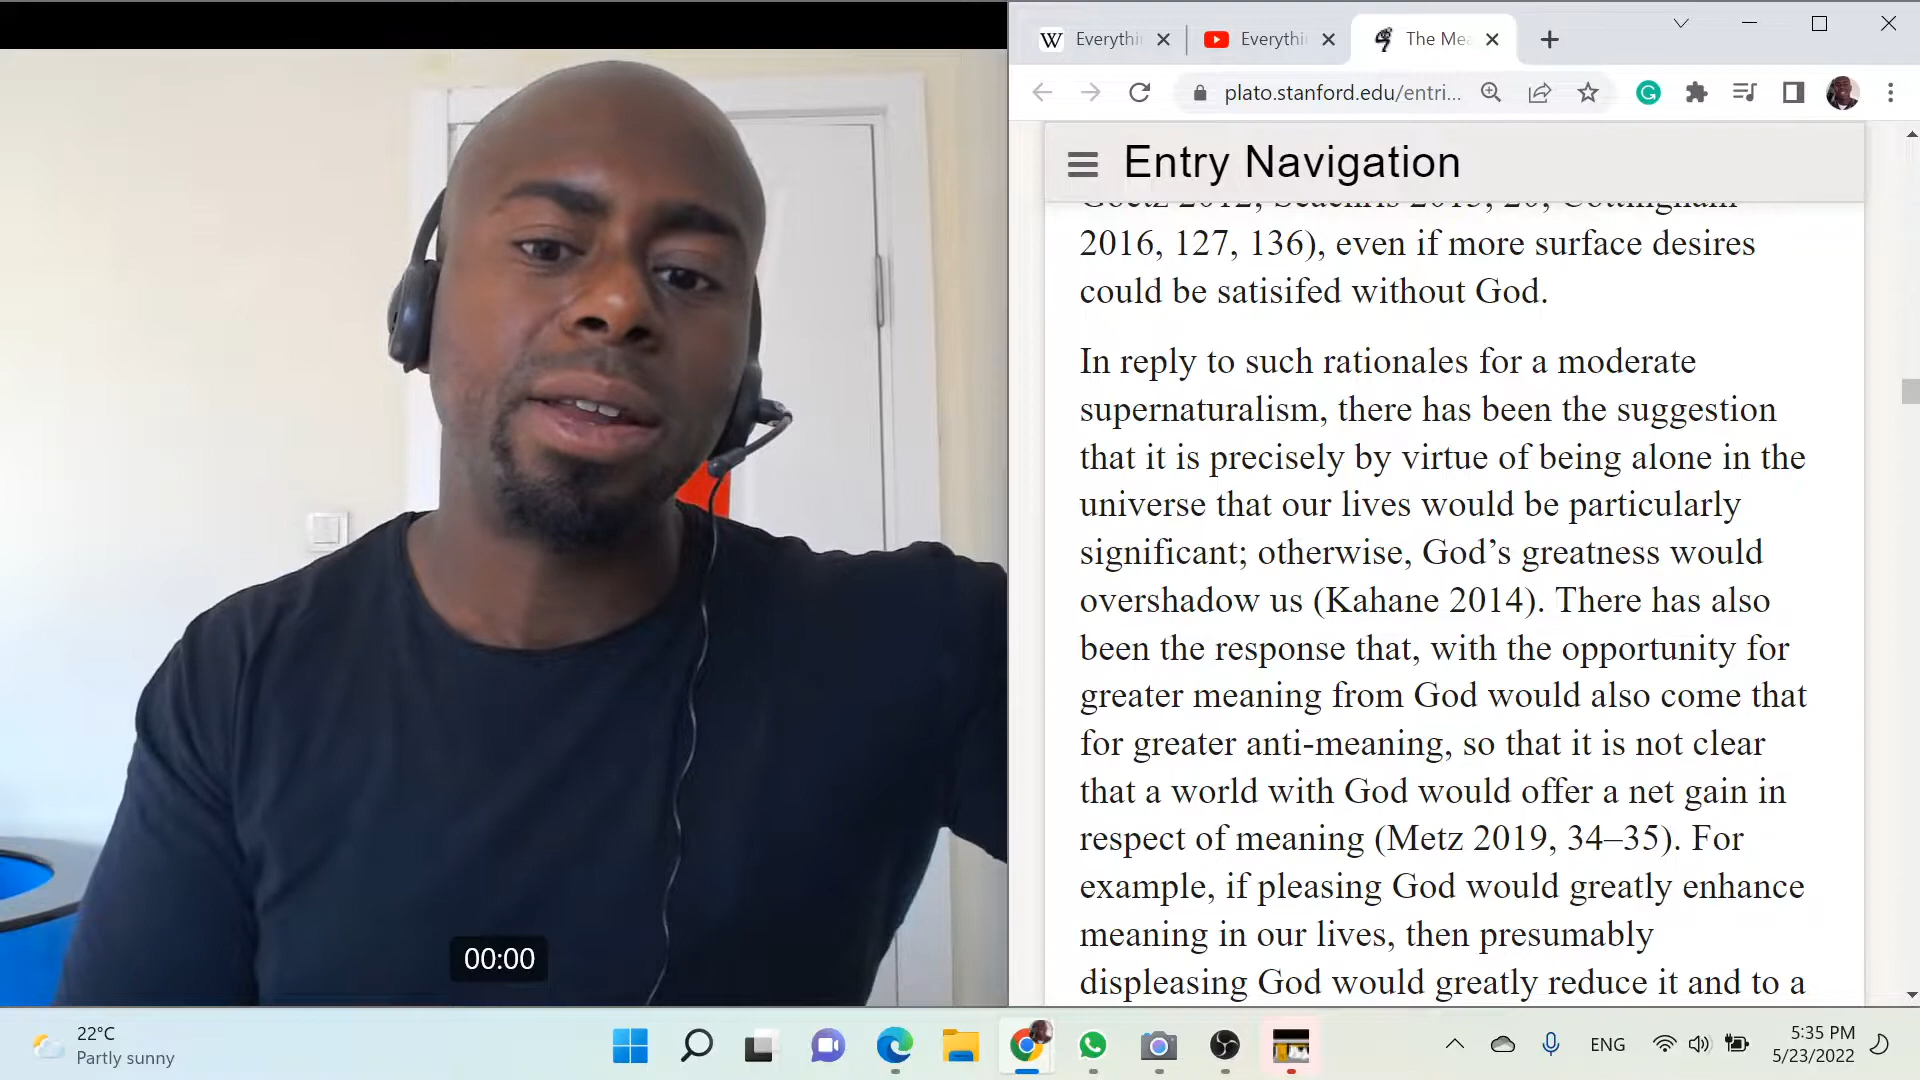 Everythi
Everythi
The Mea
plato.stanford.edu/entri...
Entry Navigation
2016, 127, 136), even if more surface desires
could be satisifed without God.
In reply to such rationales for a moderate
supernaturalism, there has been the suggestion
that it is precisely by virtue of being alone in the
universe that our lives would be particularly
significant; otherwise, God’s greatness would
overshadow us (Kahane 2014). There has also
been the response that, with the opportunity for
greater meaning from God would also come that
for greater anti-meaning, so that it is not clear
that a world with God would offer a net gain in
respect of meaning (Metz 2019, 34–35). For
example, if pleasing God would greatly enhance
meaning in our lives, then presumably
displeasing God would greatly reduce it and to a
00:00
22°C
Partly sunny
ENG
5:35 PM
5/23/2022